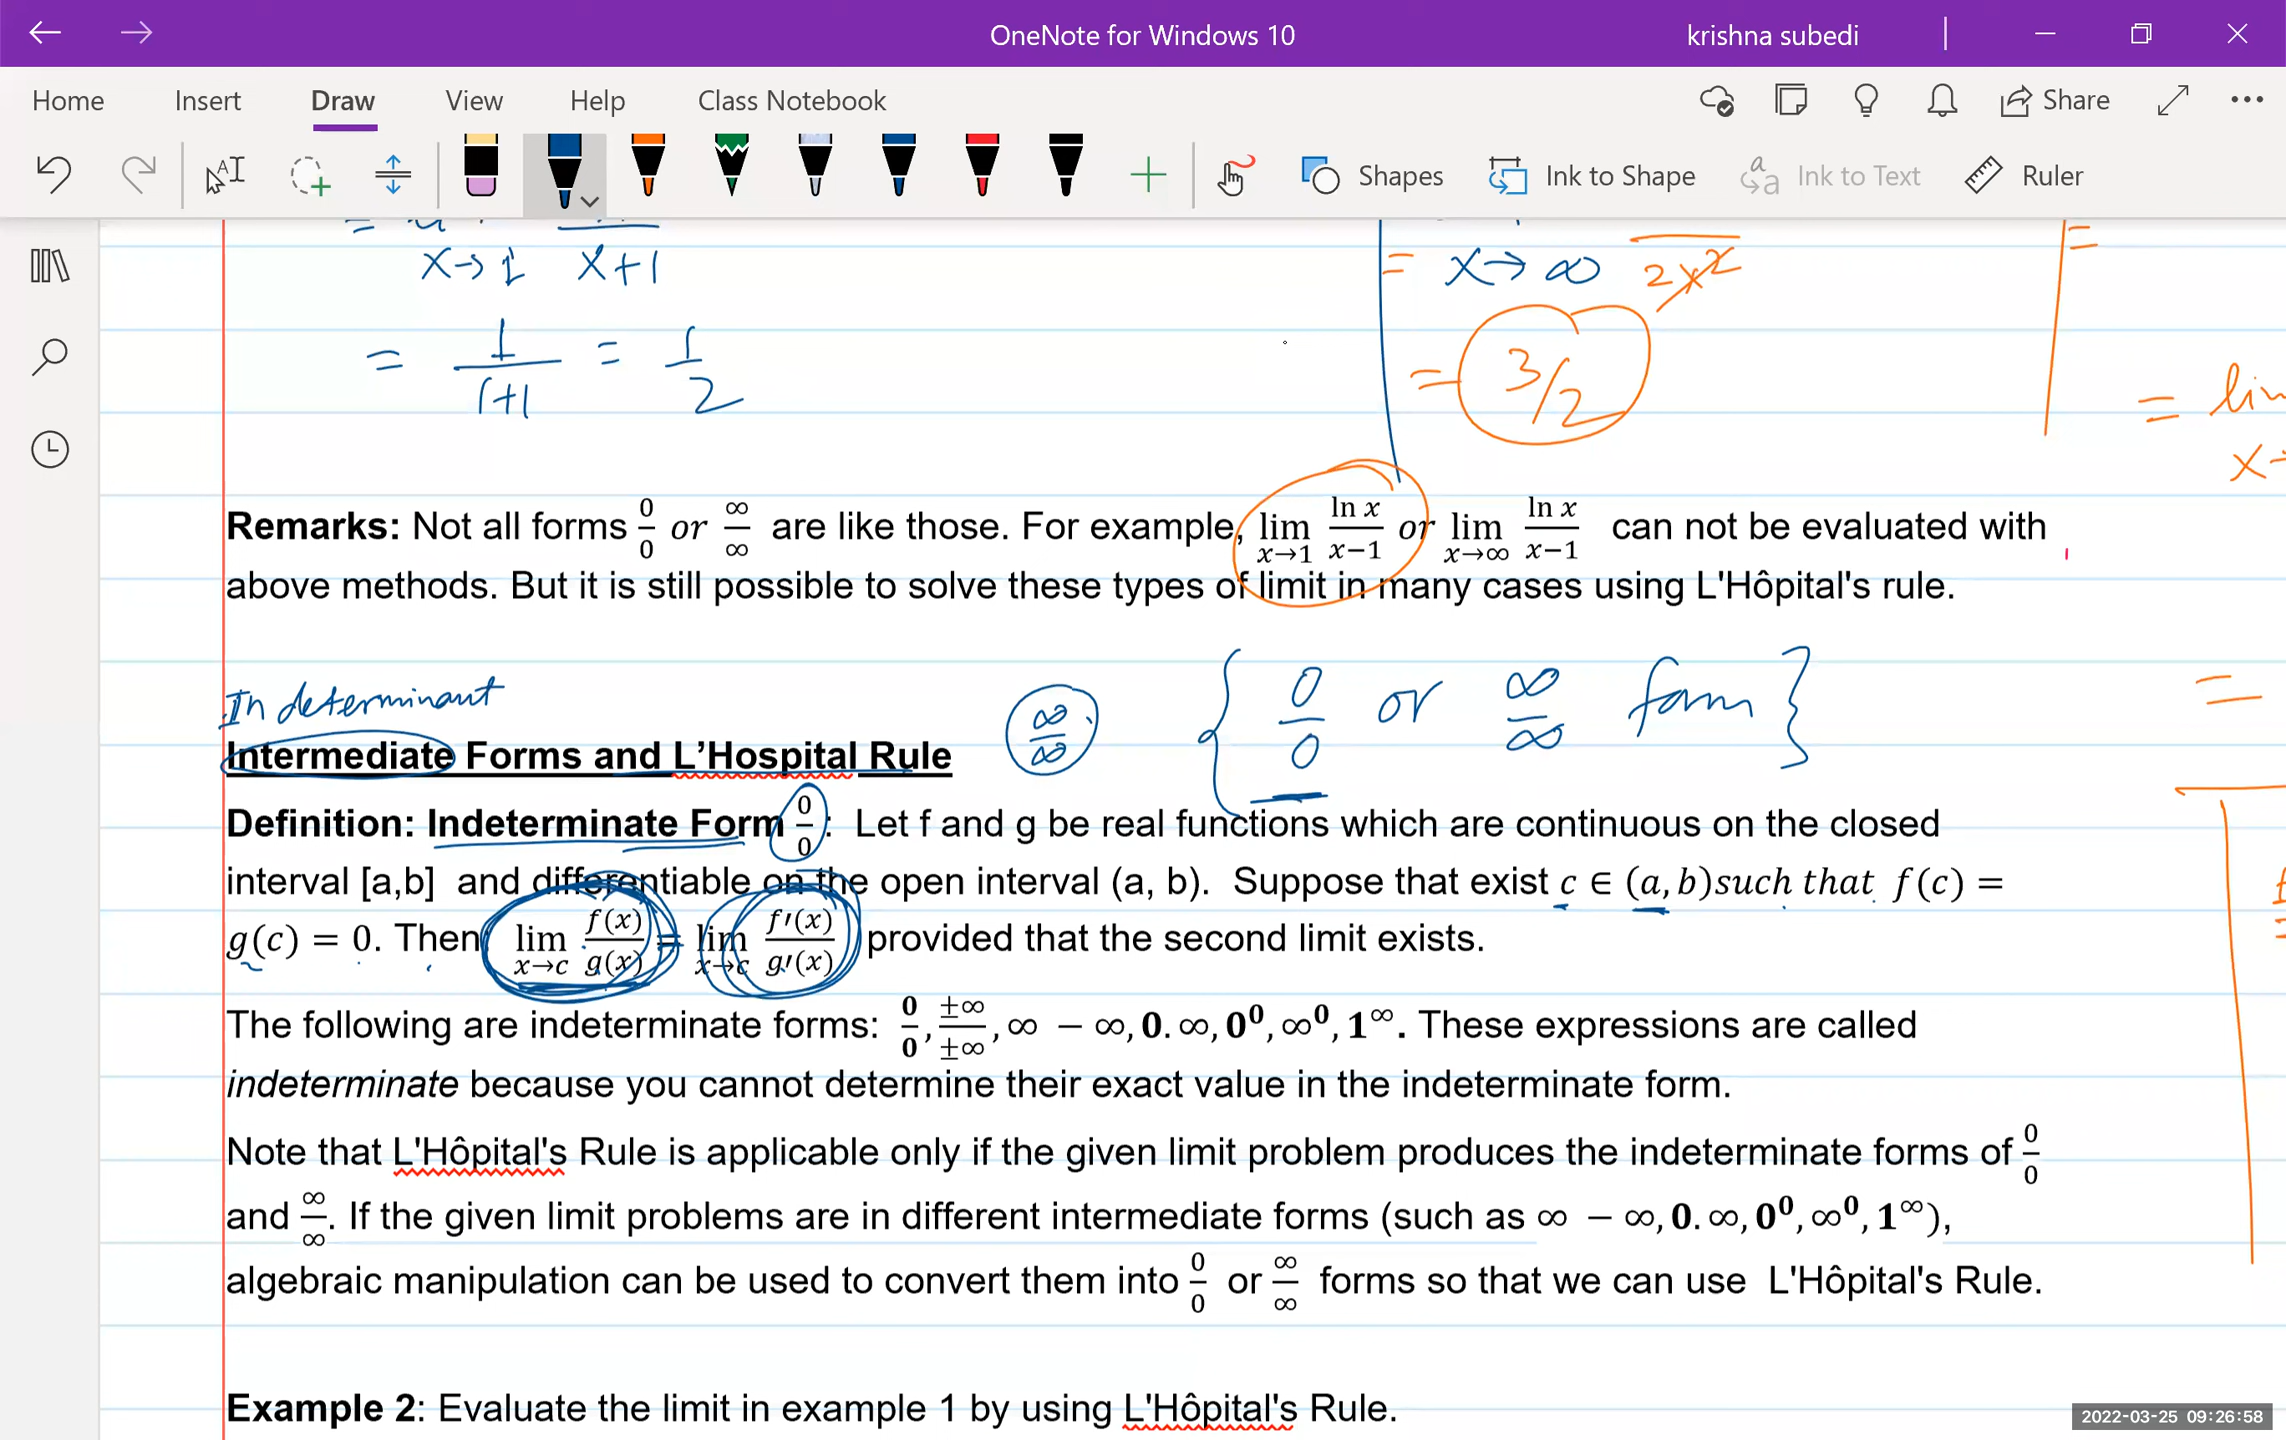 OneNote for Windows 10 krishna subedi
Home Insert Draw View Help Class Notebook Share
Shapes Ink to Shape Ink to Text Ruler
x→1 x+1
= x→∞ 2x²
=
= 1/(1+1) = 1/2
= 3/2
= lim
x→
Remarks: Not all forms 0/0 or ∞/∞ are like those. For example, lim x→1 ln x/x−1 or lim x→∞ ln x/x−1 can not be evaluated with
above methods. But it is still possible to solve these types of limit in many cases using L'Hôpital's rule.
Indeterminant ∞/∞ { 0/0 or ∞/∞ form }
=
Intermediate Forms and L’Hospital Rule
Definition: Indeterminate Form 0/0: Let f and g be real functions which are continuous on the closed
interval [a,b] and differentiable on the open interval (a, b). Suppose that exist c ∈ (a, b)such that f(c) =
g(c) = 0. Then lim x→c f(x)/g(x) = lim x→c f′(x)/g′(x) provided that the second limit exists.
The following are indeterminate forms: 0/0, ±∞/±∞, ∞ − ∞, 0. ∞, 0⁰, ∞⁰, 1^∞. These expressions are called
indeterminate because you cannot determine their exact value in the indeterminate form.
Note that L'Hôpital's Rule is applicable only if the given limit problem produces the indeterminate forms of 0/0
and ∞/∞. If the given limit problems are in different intermediate forms (such as ∞ − ∞, 0. ∞, 0⁰, ∞⁰, 1^∞),
algebraic manipulation can be used to convert them into 0/0 or ∞/∞ forms so that we can use L'Hôpital's Rule.
Example 2: Evaluate the limit in example 1 by using L'Hôpital's Rule.
2022-03-25 09:26:58